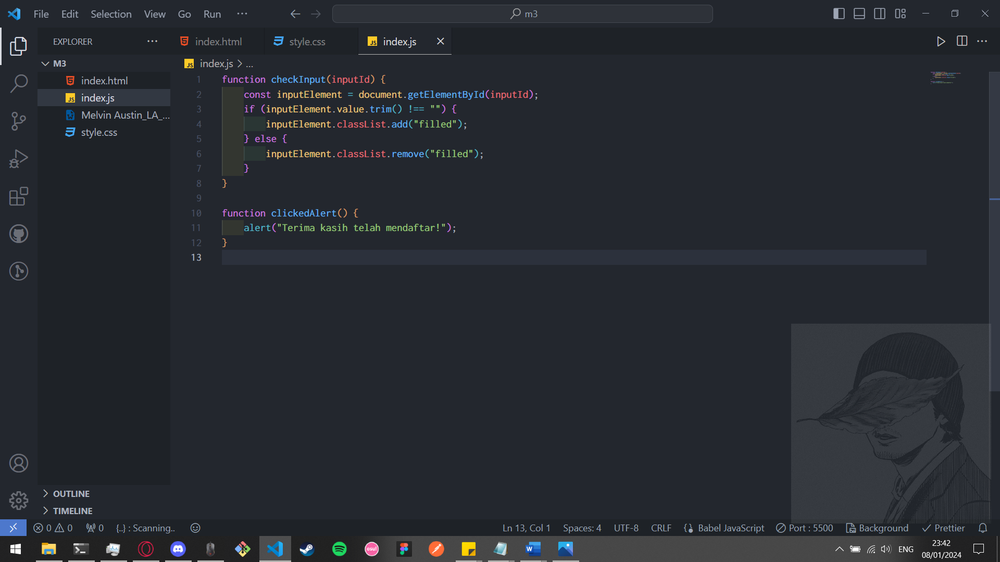 File Edit Selection View Go Run ···
m3
EXPLORER ···
index.html
style.css
JS index.js
M3
index.html
JS index.js
Melvin Austin_LA_...
style.css
JS index.js > ...
1 function checkInput(inputId) {
2 const inputElement = document.getElementById(inputId);
3 if (inputElement.value.trim() !== "") {
4 inputElement.classList.add("filled");
5 } else {
6 inputElement.classList.remove("filled");
7 }
8 }
9
10 function clickedAlert() {
11 alert("Terima kasih telah mendaftar!");
12 }
13
OUTLINE
TIMELINE
0 0 0 {..} : Scanning.. Ln 13, Col 1 Spaces: 4 UTF-8 CRLF Babel JavaScript Port : 5500 Background Prettier
osu! W ENG 23:42
08/01/2024